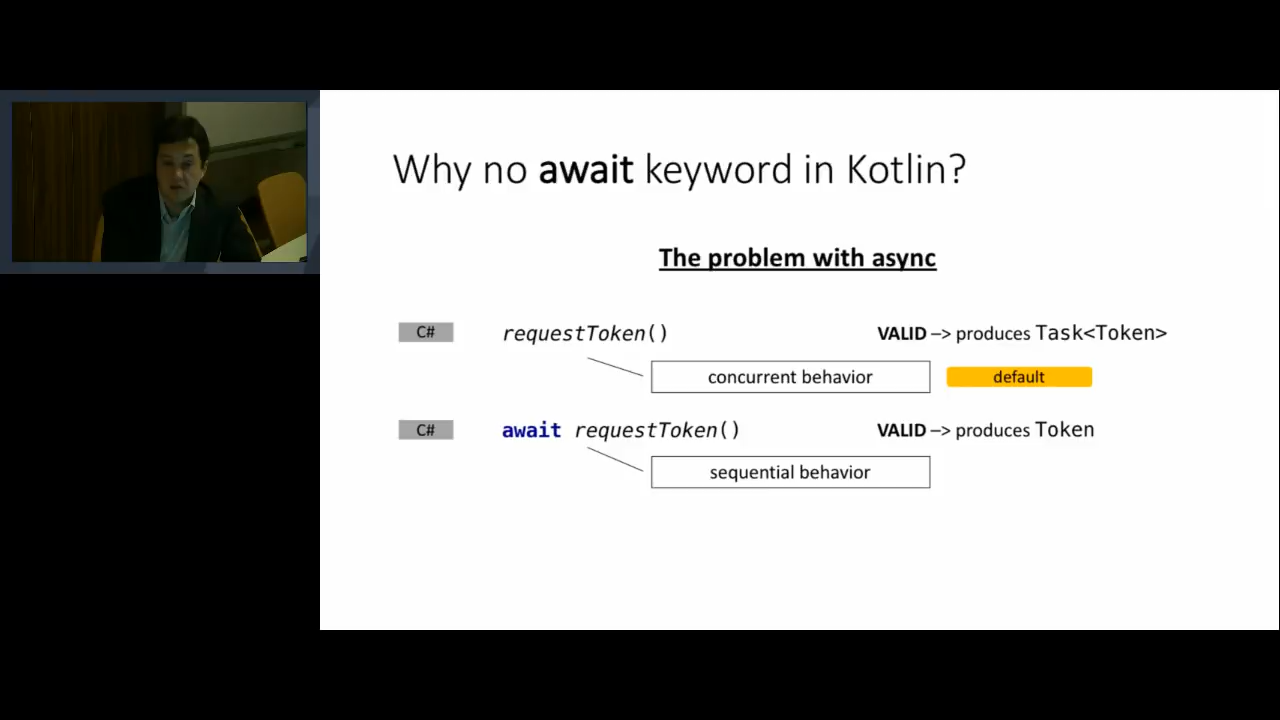 Why no await keyword in Kotlin?
The problem with async
C# requestToken() VALID –> produces Task<Token>
concurrent behavior default
C# await requestToken() VALID –> produces Token
sequential behavior